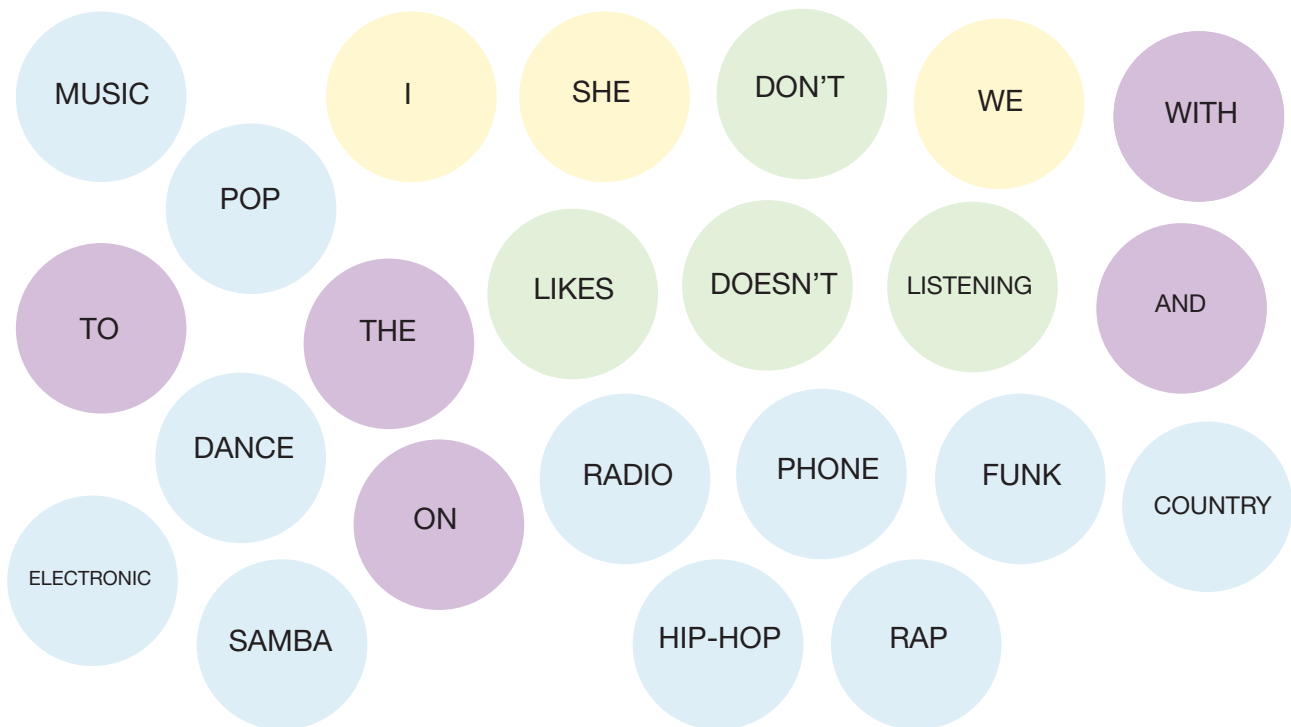 MUSIC
I
SHE
DON'T
WE
WITH
POP
LIKES
DOESN'T
LISTENING
AND
TO
THE
DANCE
RADIO
PHONE
FUNK
COUNTRY
ON
ELECTRONIC
SAMBA
HIP-HOP
RAP